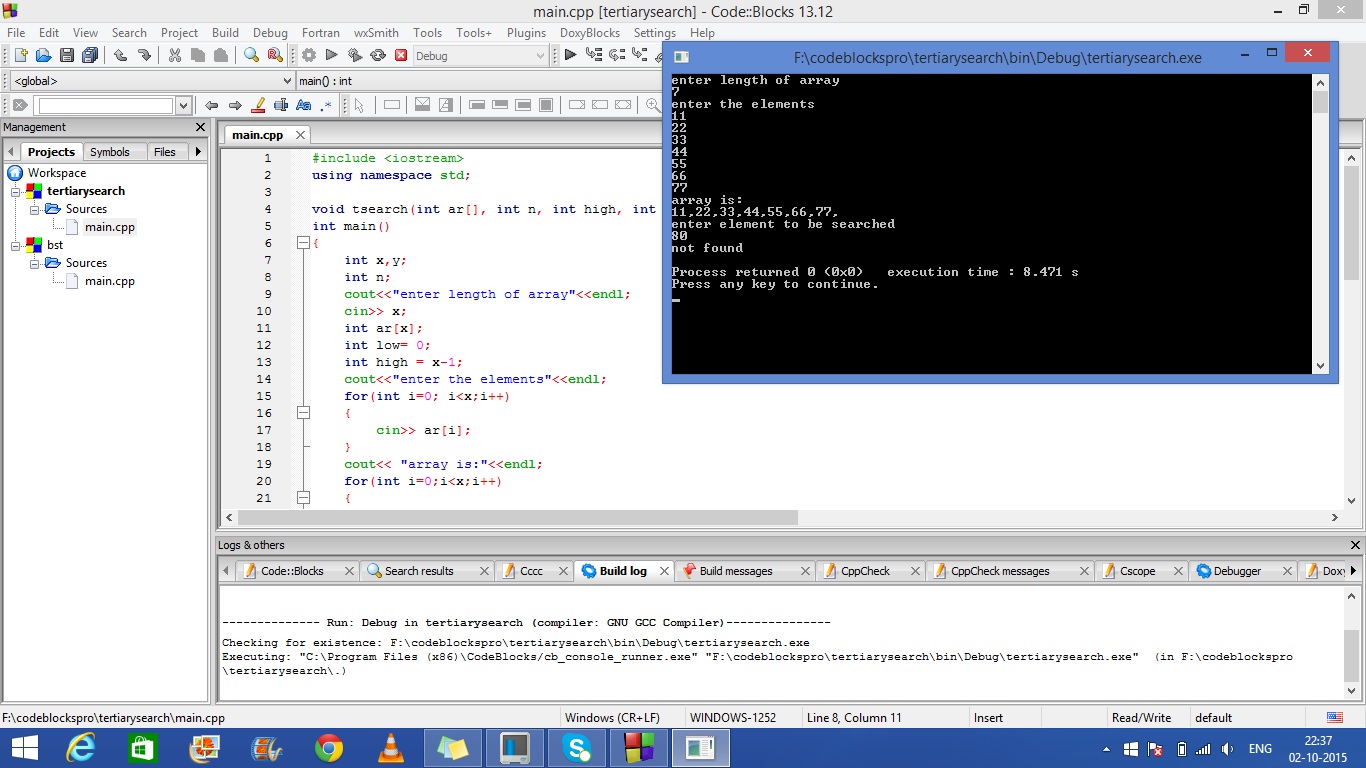 main.cpp [tertiarysearch] - Code::Blocks 13.12
File Edit View Search Project Build Debug Fortran wxSmith Tools Tools+ Plugins DoxyBlocks Settings
Debug
<global> main() : int
Management
Projects Symbols Files
Workspace
tertiarysearch
Sources
main.cpp
bst
Sources
main.cpp
main.cpp
1 #include <iostream>
2 using namespace std;
3
4 void tsearch(int ar[], int n, int high, int
5 int main()
6 {
7 int x,y;
8 int n;
9 cout<<"enter length of array"<<endl;
10 cin>> x;
11 int ar[x];
12 int low= 0;
13 int high = x-1;
14 cout<<"enter the elements"<<endl;
15 for(int i=0; i<x;i++)
16 {
17 cin>> ar[i];
18 }
19 cout<< "array is:"<<endl;
20 for(int i=0;i<x;i++)
21 {
F:\codeblockspro\tertiarysearch\bin\Debug\tertiarysearch.exe
enter length of array
7
enter the elements
11
22
33
44
55
66
77
array is:
11,22,33,44,55,66,77,
enter element to be searched
80
not found
Process returned 0 (0x0)   execution time : 8.471 s
Press any key to continue.
Logs & others
Code::Blocks Search results Cccc Build log Build messages CppCheck CppCheck messages Cscope Debugger Doxy
-------------- Run: Debug in tertiarysearch (compiler: GNU GCC Compiler)---------------
Checking for existence: F:\codeblockspro\tertiarysearch\bin\Debug\tertiarysearch.exe
Executing: "C:\Program Files (x86)\CodeBlocks/cb_console_runner.exe" "F:\codeblockspro\tertiarysearch\bin\Debug\tertiarysearch.exe"  (in F:\codeblockspro
\tertiarysearch\.)
F:\codeblockspro\tertiarysearch\main.cpp Windows (CR+LF) WINDOWS-1252 Line 8, Column 11 Insert Read/Write default
ENG 22:37
02-10-2015